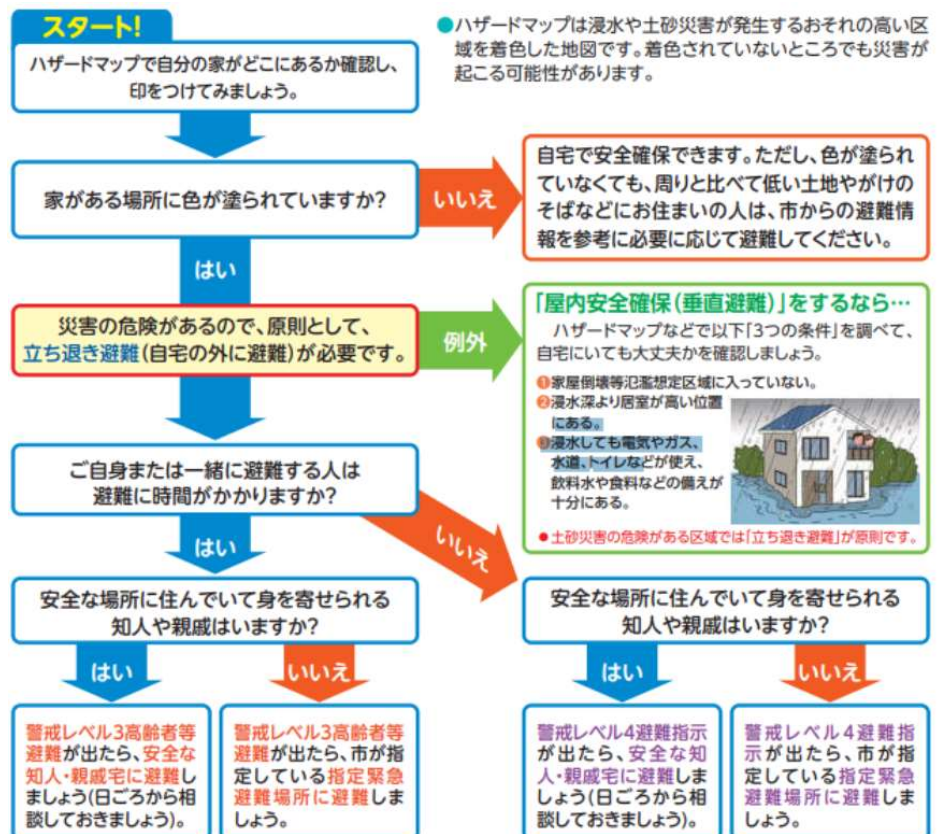 スタート!
ハザードマップで自分の家がどこにあるか確認し、
印をつけてみましょう。
●ハザードマップは浸水や土砂災害が発生するおそれの高い区
域を着色した地図です。着色されていないところでも災害が
起こる可能性があります。
家がある場所に色が塗られていますか?
いいえ
自宅で安全確保できます。ただし、色が塗られ
ていなくても、周りと比べて低い土地やがけの
そばなどにお住まいの人は、市からの避難情
報を参考に必要に応じて避難してください。
はい
災害の危険があるので、原則として、
立ち退き避難(自宅の外に避難)が必要です。
例外
「屋内安全確保(垂直避難)」をするなら…
ハザードマップなどで以下「3つの条件」を調べて、
自宅にいても大丈夫かを確認しましょう。
❶家屋倒壊等氾濫想定区域に入っていない。
❷浸水深より居室が高い位置
にある。
❸浸水しても電気やガス、
水道、トイレなどが使え、
飲料水や食料などの備えが
十分にある。
●土砂災害の危険がある区域では「立ち退き避難」が原則です。
ご自身または一緒に避難する人は
避難に時間がかかりますか?
はい
いいえ
安全な場所に住んでいて身を寄せられる
知人や親戚はいますか?
はい
いいえ
警戒レベル3高齢者等
避難が出たら、安全な
知人・親戚宅に避難し
ましょう(日ごろから相
談しておきましょう)。
警戒レベル3高齢者等
避難が出たら、市が指
定している指定緊急
避難場所に避難しま
しょう。
安全な場所に住んでいて身を寄せられる
知人や親戚はいますか?
はい
いいえ
警戒レベル4避難指示
が出たら、安全な知
人・親戚宅に避難しま
しょう(日ごろから相
談しておきましょう)。
警戒レベル4避難指
示が出たら、市が指
定している指定緊急
避難場所に避難しま
しょう。